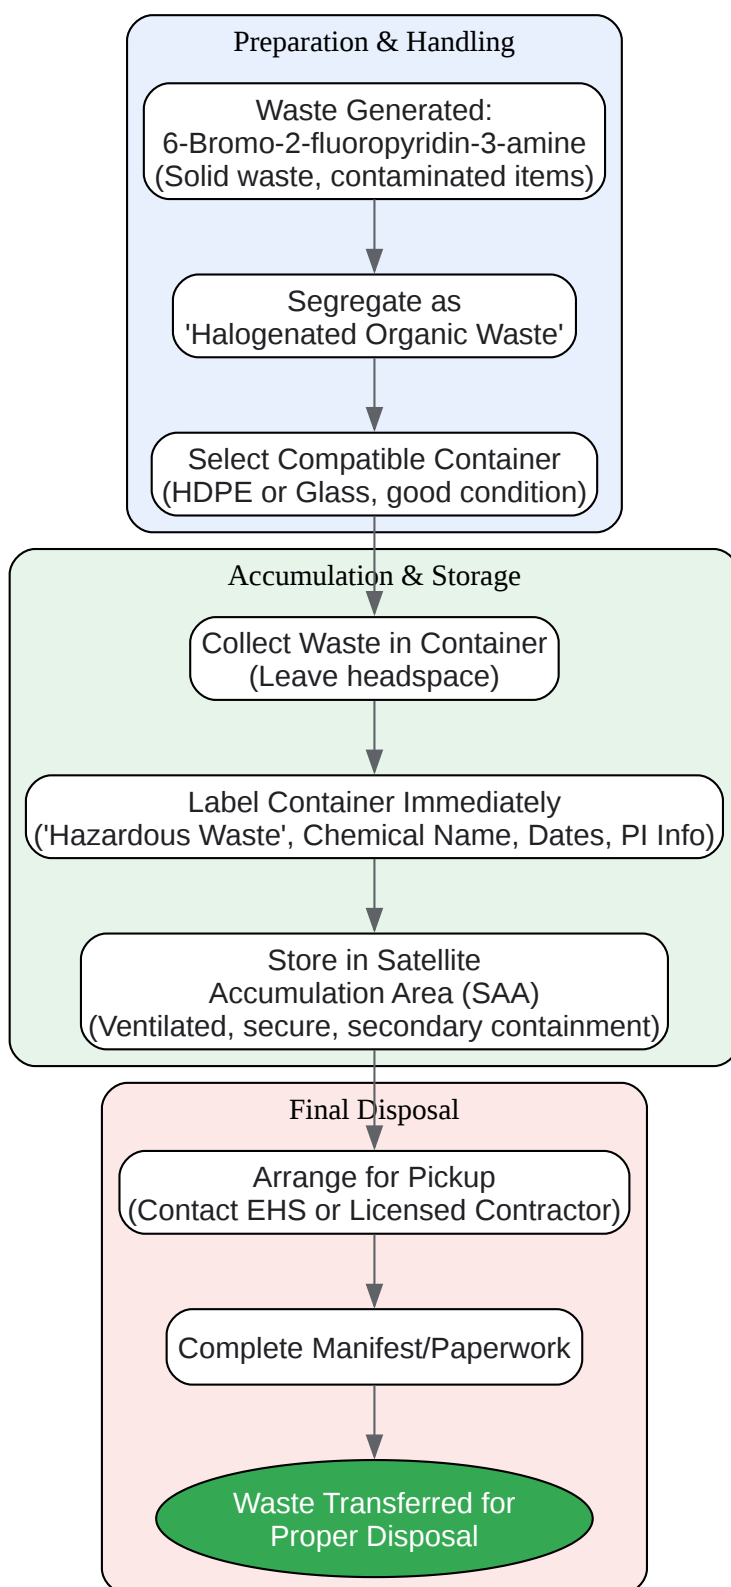 Preparation & Handling
Waste Generated:
6-Bromo-2-fluoropyridin-3-amine
(Solid waste, contaminated items)
Segregate as
'Halogenated Organic Waste'
Select Compatible Container
(HDPE or Glass, good condition)
Accumulation & Storage
Collect Waste in Container
(Leave headspace)
Label Container Immediately
('Hazardous Waste', Chemical Name, Dates, PI Info)
Store in Satellite
Accumulation Area (SAA)
(Ventilated, secure, secondary containment)
Final Disposal
Arrange for Pickup
(Contact EHS or Licensed Contractor)
Complete Manifest/Paperwork
Waste Transferred for
Proper Disposal